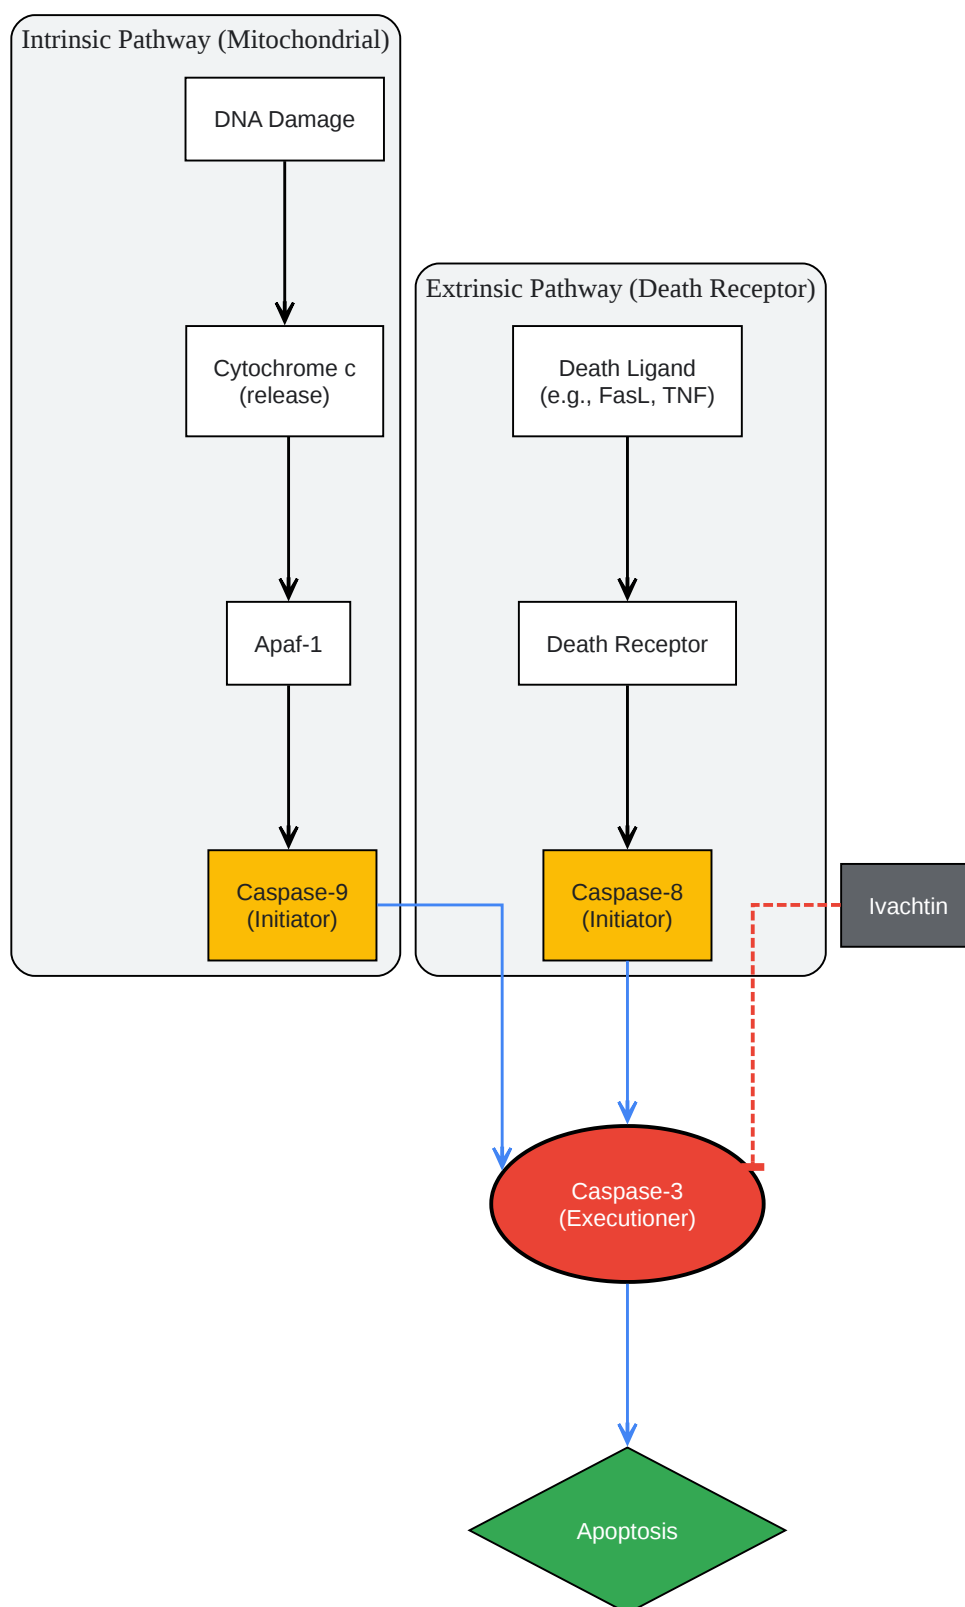 Intrinsic Pathway (Mitochondrial)
DNA Damage
Cytochrome c
(release)
Apaf-1
Caspase-9
(Initiator)
Extrinsic Pathway (Death Receptor)
Death Ligand
(e.g., FasL, TNF)
Death Receptor
Caspase-8
(Initiator)
Ivachtin
Caspase-3
(Executioner)
Apoptosis